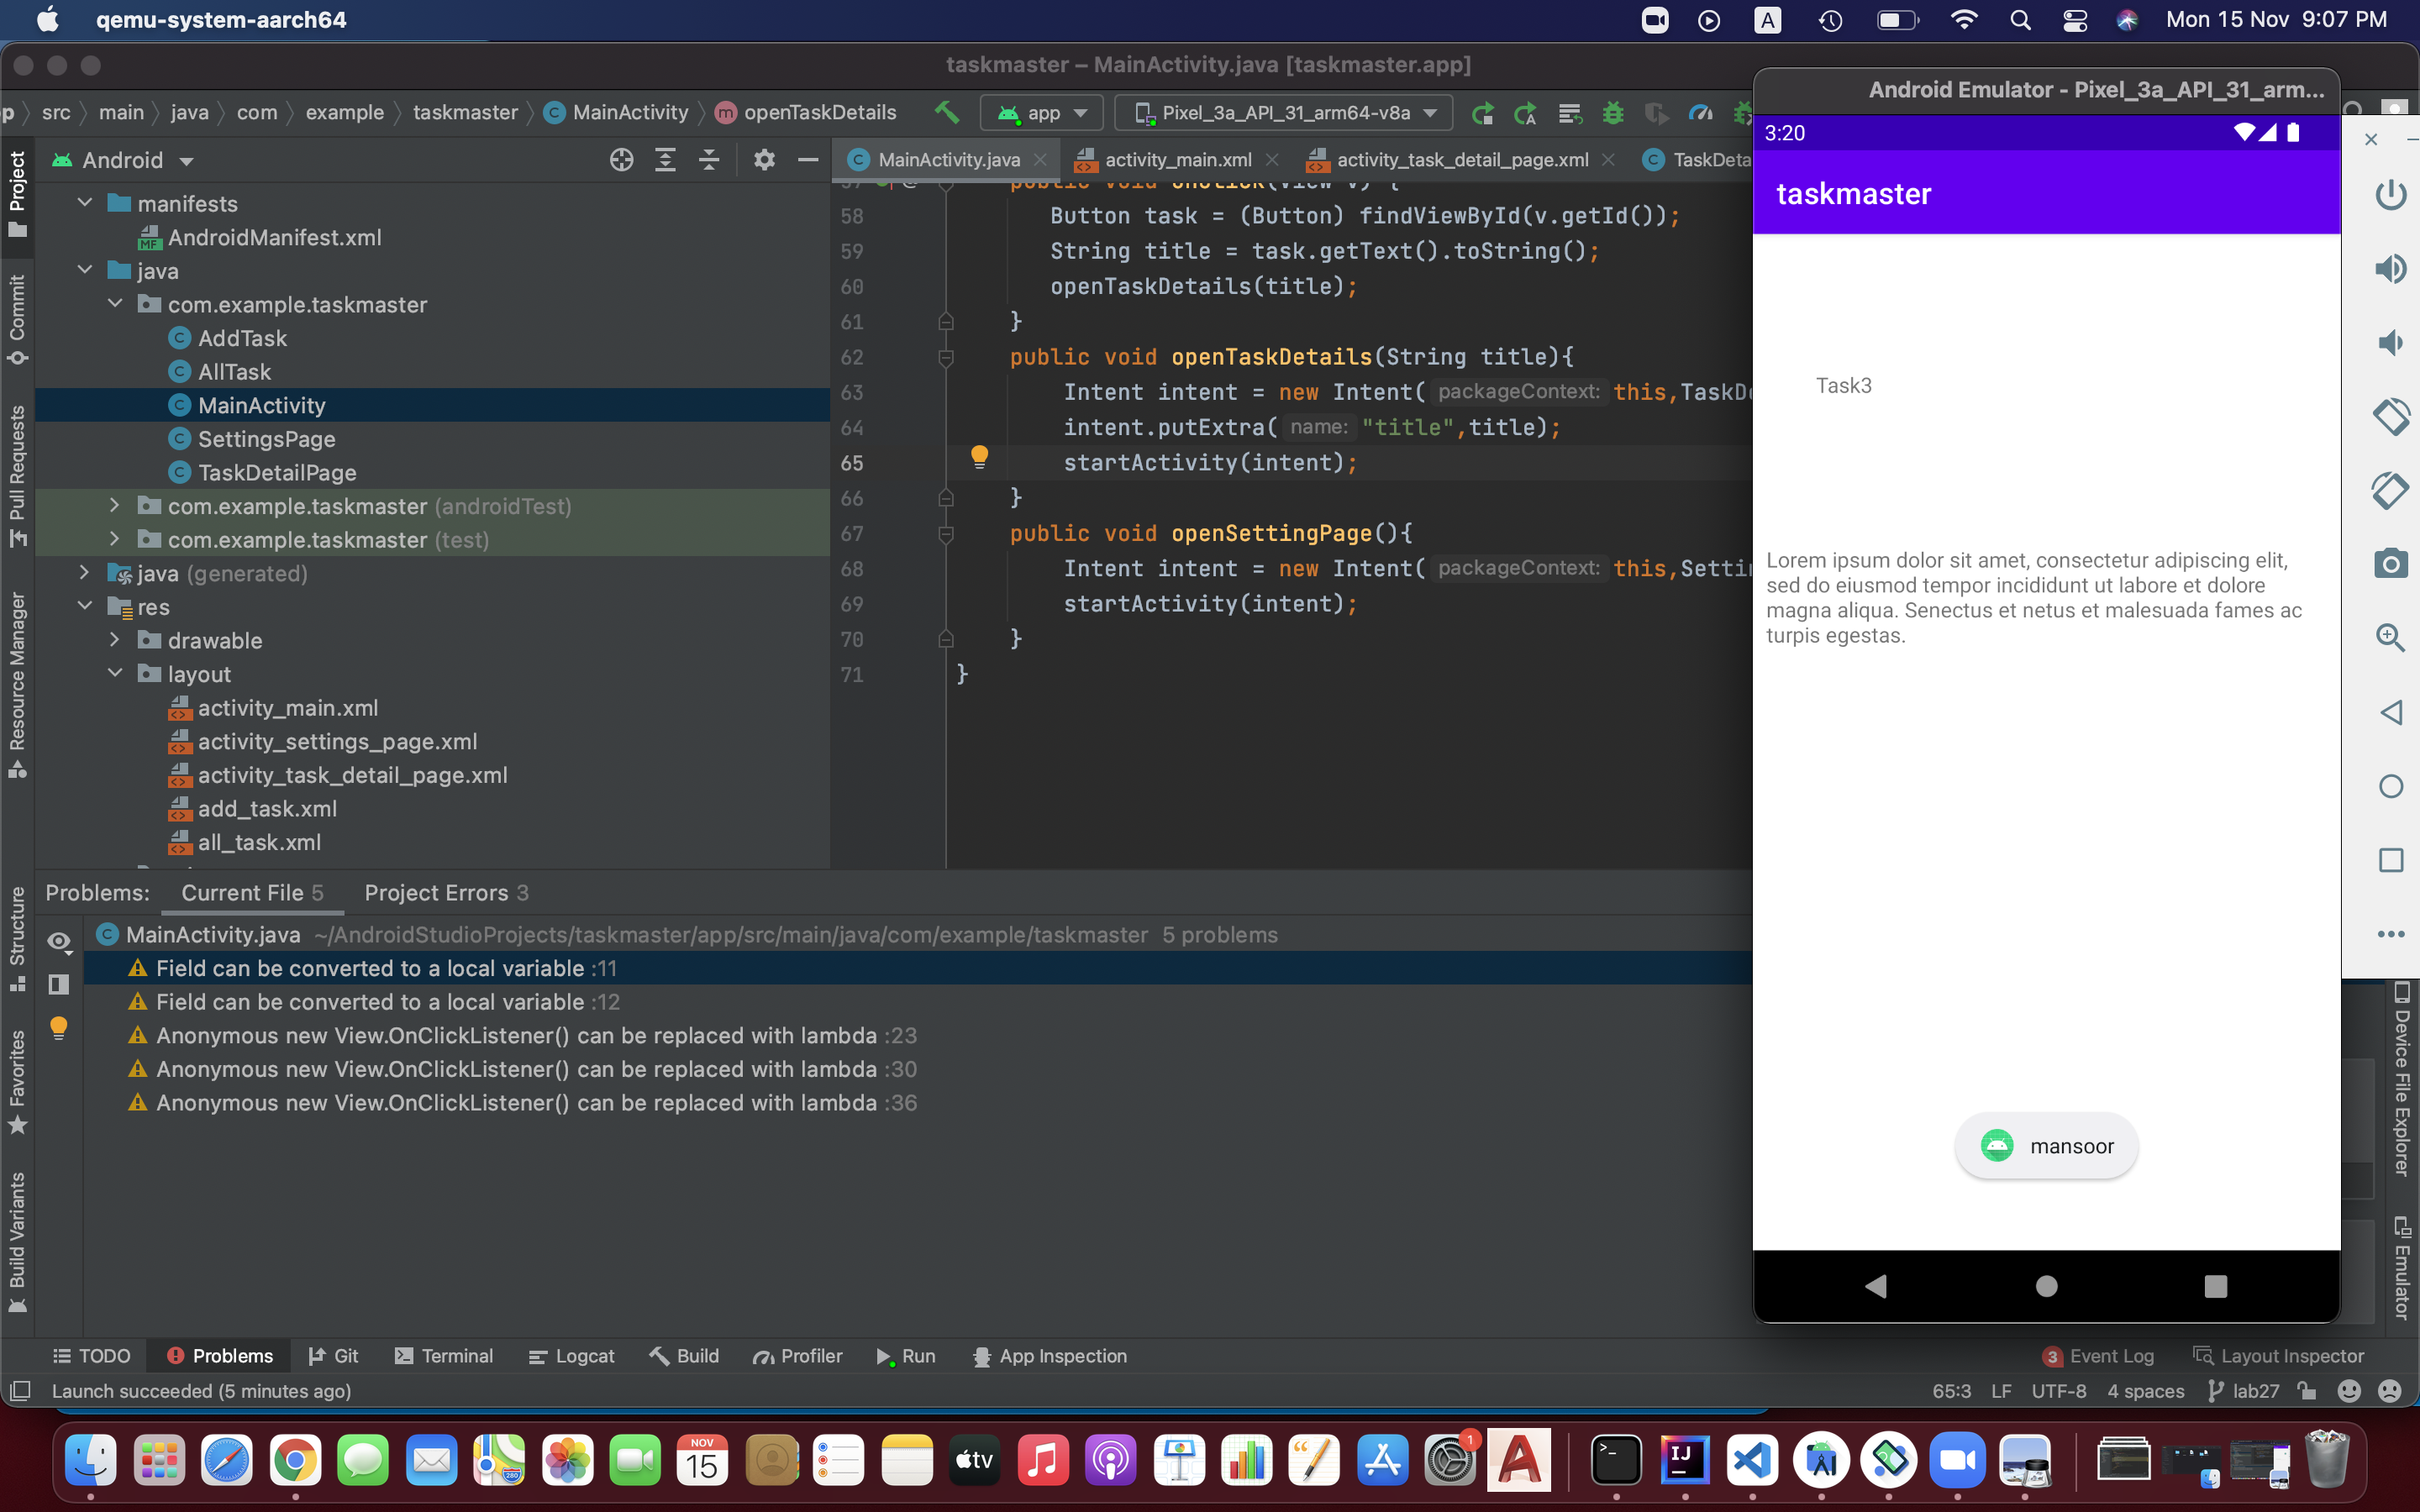 qemu-system-aarch64
A
Mon 15 Nov 9:07 PM
taskmaster – MainActivity.java [taskmaster.app]
p src main java com example taskmaster C MainActivity m openTaskDetails
app
Pixel_3a_API_31_arm64-v8a
Android
MainActivity.java
activity_main.xml
activity_task_detail_page.xml
TaskDeta
Project
Commit
Pull Requests
Resource Manager
Structure
Favorites
Build Variants
manifests
AndroidManifest.xml
java
com.example.taskmaster
AddTask
AllTask
MainActivity
SettingsPage
TaskDetailPage
com.example.taskmaster (androidTest)
com.example.taskmaster (test)
java (generated)
res
drawable
layout
activity_main.xml
activity_settings_page.xml
activity_task_detail_page.xml
add_task.xml
all_task.xml
57 public void onClick(View v) {
58 Button task = (Button) findViewById(v.getId());
59 String title = task.getText().toString();
60 openTaskDetails(title);
61 }
62 public void openTaskDetails(String title){
63 Intent intent = new Intent( packageContext: this,TaskDe
64 intent.putExtra( name: "title",title);
65 startActivity(intent);
66 }
67 public void openSettingPage(){
68 Intent intent = new Intent( packageContext: this,Settin
69 startActivity(intent);
70 }
71 }
Problems: Current File 5 Project Errors 3
MainActivity.java ~/AndroidStudioProjects/taskmaster/app/src/main/java/com/example/taskmaster 5 problems
Field can be converted to a local variable :11
Field can be converted to a local variable :12
Anonymous new View.OnClickListener() can be replaced with lambda :23
Anonymous new View.OnClickListener() can be replaced with lambda :30
Anonymous new View.OnClickListener() can be replaced with lambda :36
Android Emulator - Pixel_3a_API_31_arm...
3:20
taskmaster
Task3
Lorem ipsum dolor sit amet, consectetur adipiscing elit,
sed do eiusmod tempor incididunt ut labore et dolore
magna aliqua. Senectus et netus et malesuada fames ac
turpis egestas.
mansoor
Device File Explorer
Emulator
TODO Problems Git Terminal Logcat Build Profiler Run App Inspection
3 Event Log Layout Inspector
Launch succeeded (5 minutes ago)
65:3 LF UTF-8 4 spaces lab27
NOV
15
280
tv
1
IJ